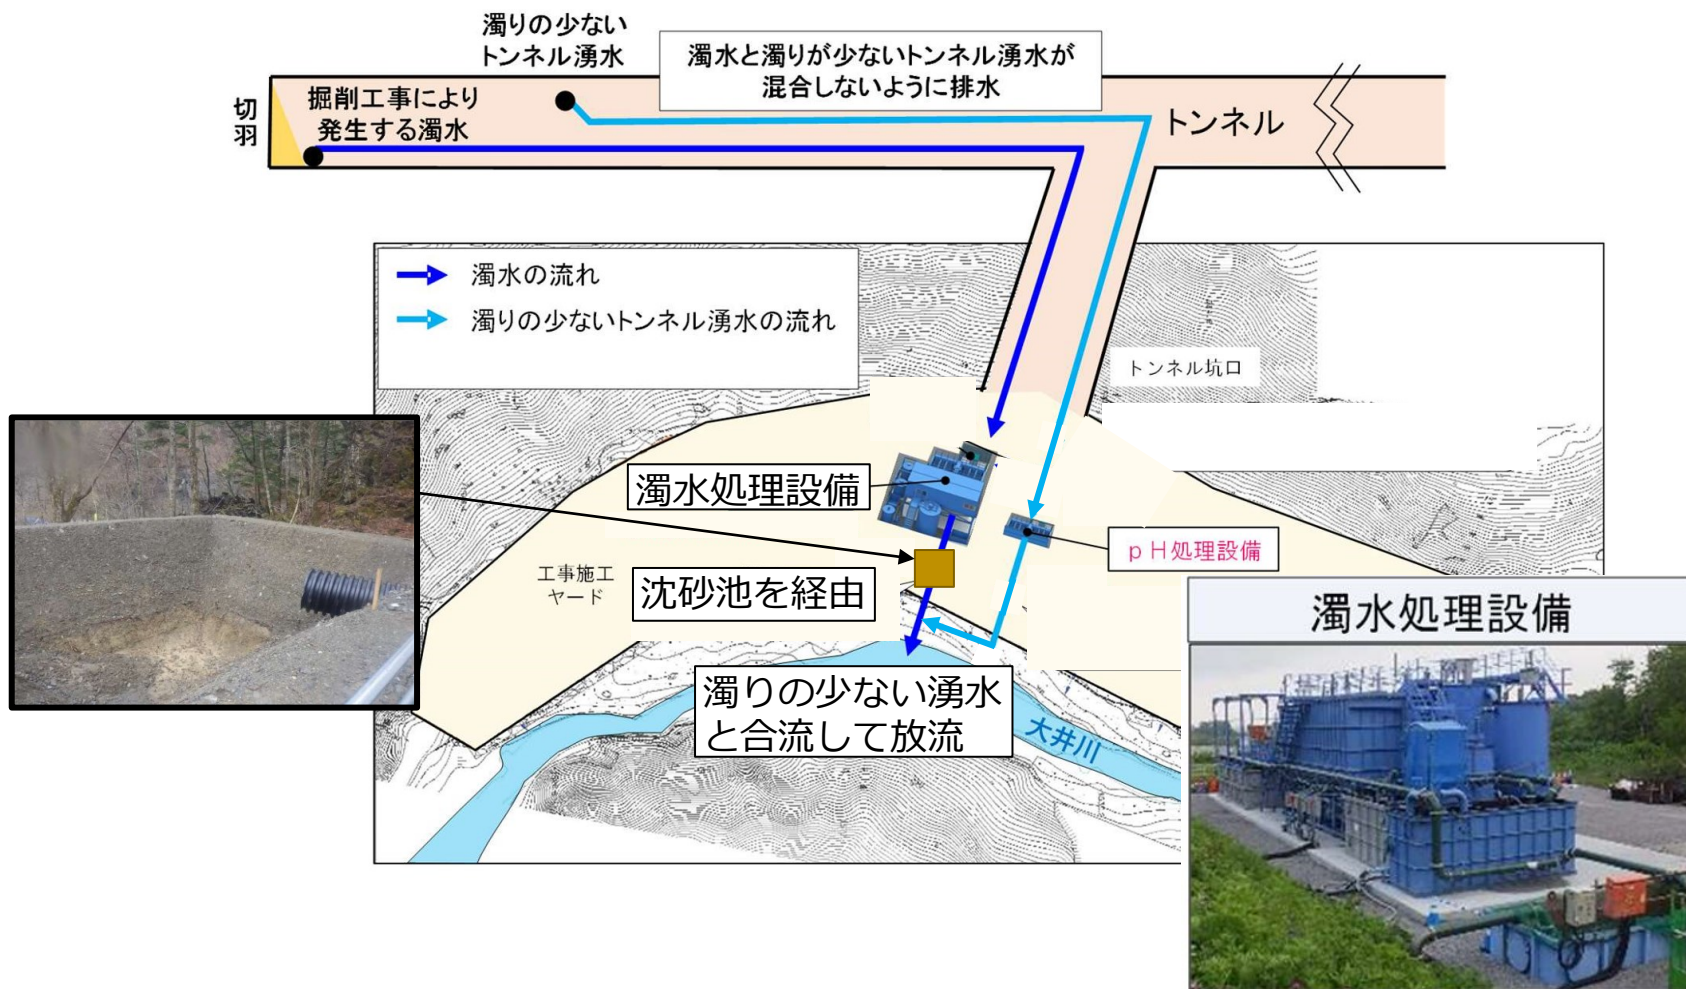 濁りの少ない
トンネル湧水
濁水と濁りが少ないトンネル湧水が
混合しないように排水
切
羽
掘削工事により
発生する濁水
トンネル
濁水の流れ
濁りの少ないトンネル湧水の流れ
トンネル坑口
濁水処理設備
pH処理設備
工事施工
ヤード
沈砂池を経由
濁水処理設備
濁りの少ない湧水
と合流して放流
大井川